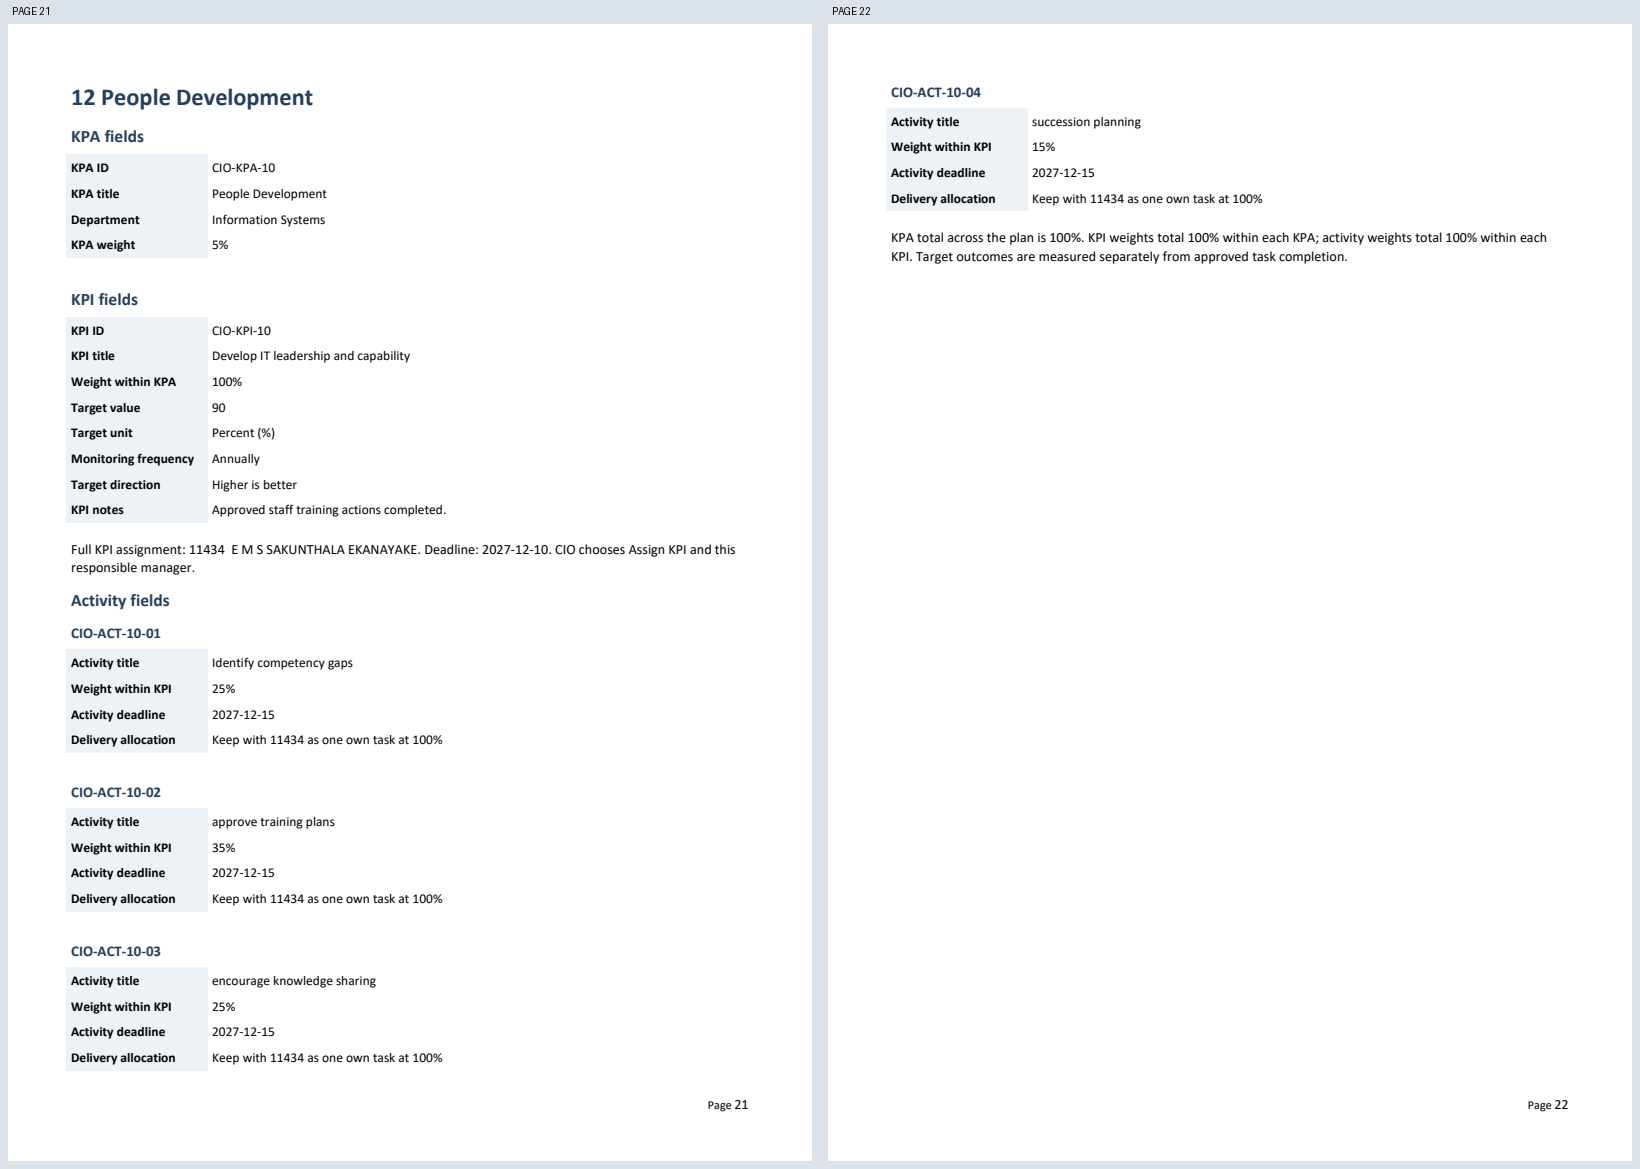 PAGE 21
12 People Development
KPA fields
KPA ID CIO-KPA-10
KPA title People Development
Department Information Systems
KPA weight 5%
KPI fields
KPI ID CIO-KPI-10
KPI title Develop IT leadership and capability
Weight within KPA 100%
Target value 90
Target unit Percent (%)
Monitoring frequency Annually
Target direction Higher is better
KPI notes Approved staff training actions completed.
Full KPI assignment: 11434 E M S SAKUNTHALA EKANAYAKE. Deadline: 2027-12-10. CIO chooses Assign KPI and this
responsible manager.
Activity fields
CIO-ACT-10-01
Activity title Identify competency gaps
Weight within KPI 25%
Activity deadline 2027-12-15
Delivery allocation Keep with 11434 as one own task at 100%
CIO-ACT-10-02
Activity title approve training plans
Weight within KPI 35%
Activity deadline 2027-12-15
Delivery allocation Keep with 11434 as one own task at 100%
CIO-ACT-10-03
Activity title encourage knowledge sharing
Weight within KPI 25%
Activity deadline 2027-12-15
Delivery allocation Keep with 11434 as one own task at 100%
Page 21
PAGE 22
CIO-ACT-10-04
Activity title succession planning
Weight within KPI 15%
Activity deadline 2027-12-15
Delivery allocation Keep with 11434 as one own task at 100%
KPA total across the plan is 100%. KPI weights total 100% within each KPA; activity weights total 100% within each
KPI. Target outcomes are measured separately from approved task completion.
Page 22